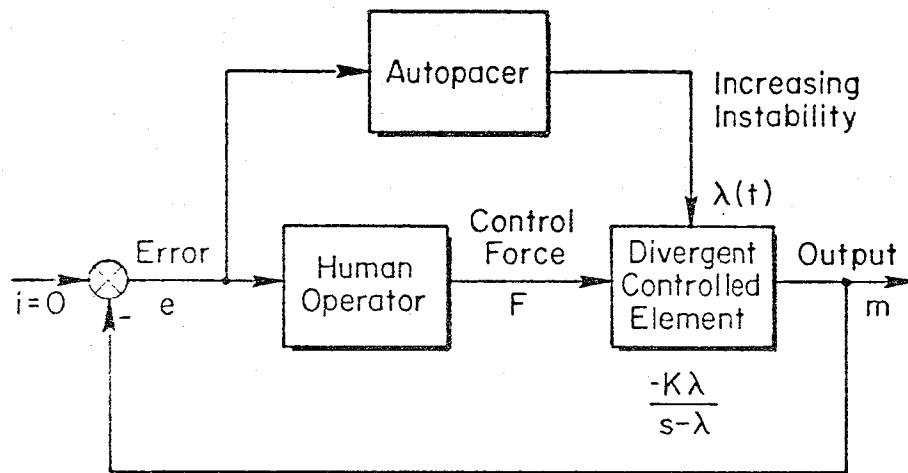 Autopacer
Increasing
Instability
λ(t)
Error
i=0
e
-
Human
Operator
Control
Force
F
Divergent
Controlled
Element
Output
m
-Kλ
s-λ